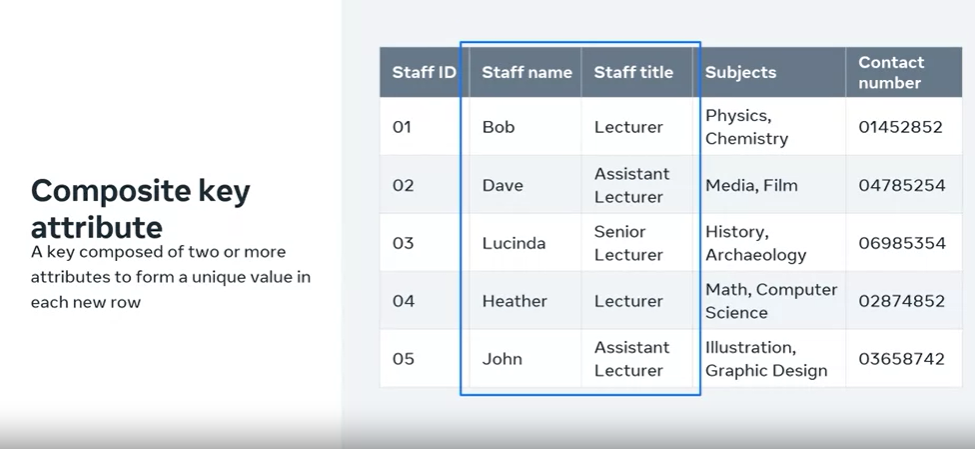 Composite key
attribute
A key composed of two or more
attributes to form a unique value in
each new row
Staff ID Staff name Staff title Subjects Contact number
01 Bob Lecturer Physics, Chemistry 01452852
02 Dave Assistant Lecturer Media, Film 04785254
03 Lucinda Senior Lecturer History, Archaeology 06985354
04 Heather Lecturer Math, Computer Science 02874852
05 John Assistant Lecturer Illustration, Graphic Design 03658742